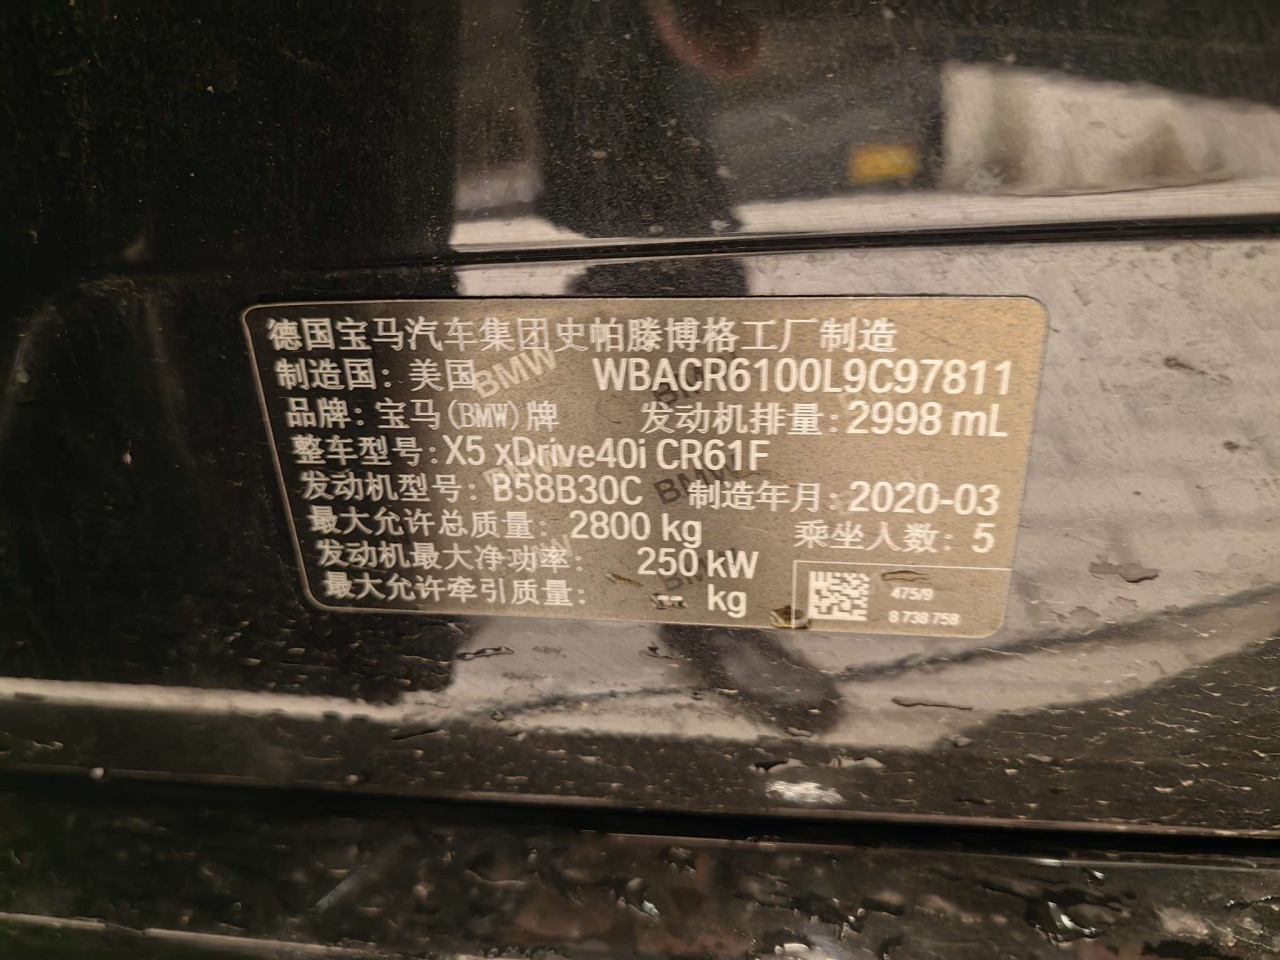 德国宝马汽车集团史帕滕博格工厂制造
制造国: 美国 WBACR6100L9C97811
品牌: 宝马(BMW)牌 发动机排量: 2998 mL
整车型号: X5 xDrive40i CR61F
发动机型号: B58B30C 制造年月: 2020-03
最大允许总质量: 2800 kg 乘坐人数: 5
发动机最大净功率: 250 kW
最大允许牵引质量: -- kg
475/9
8 738 758